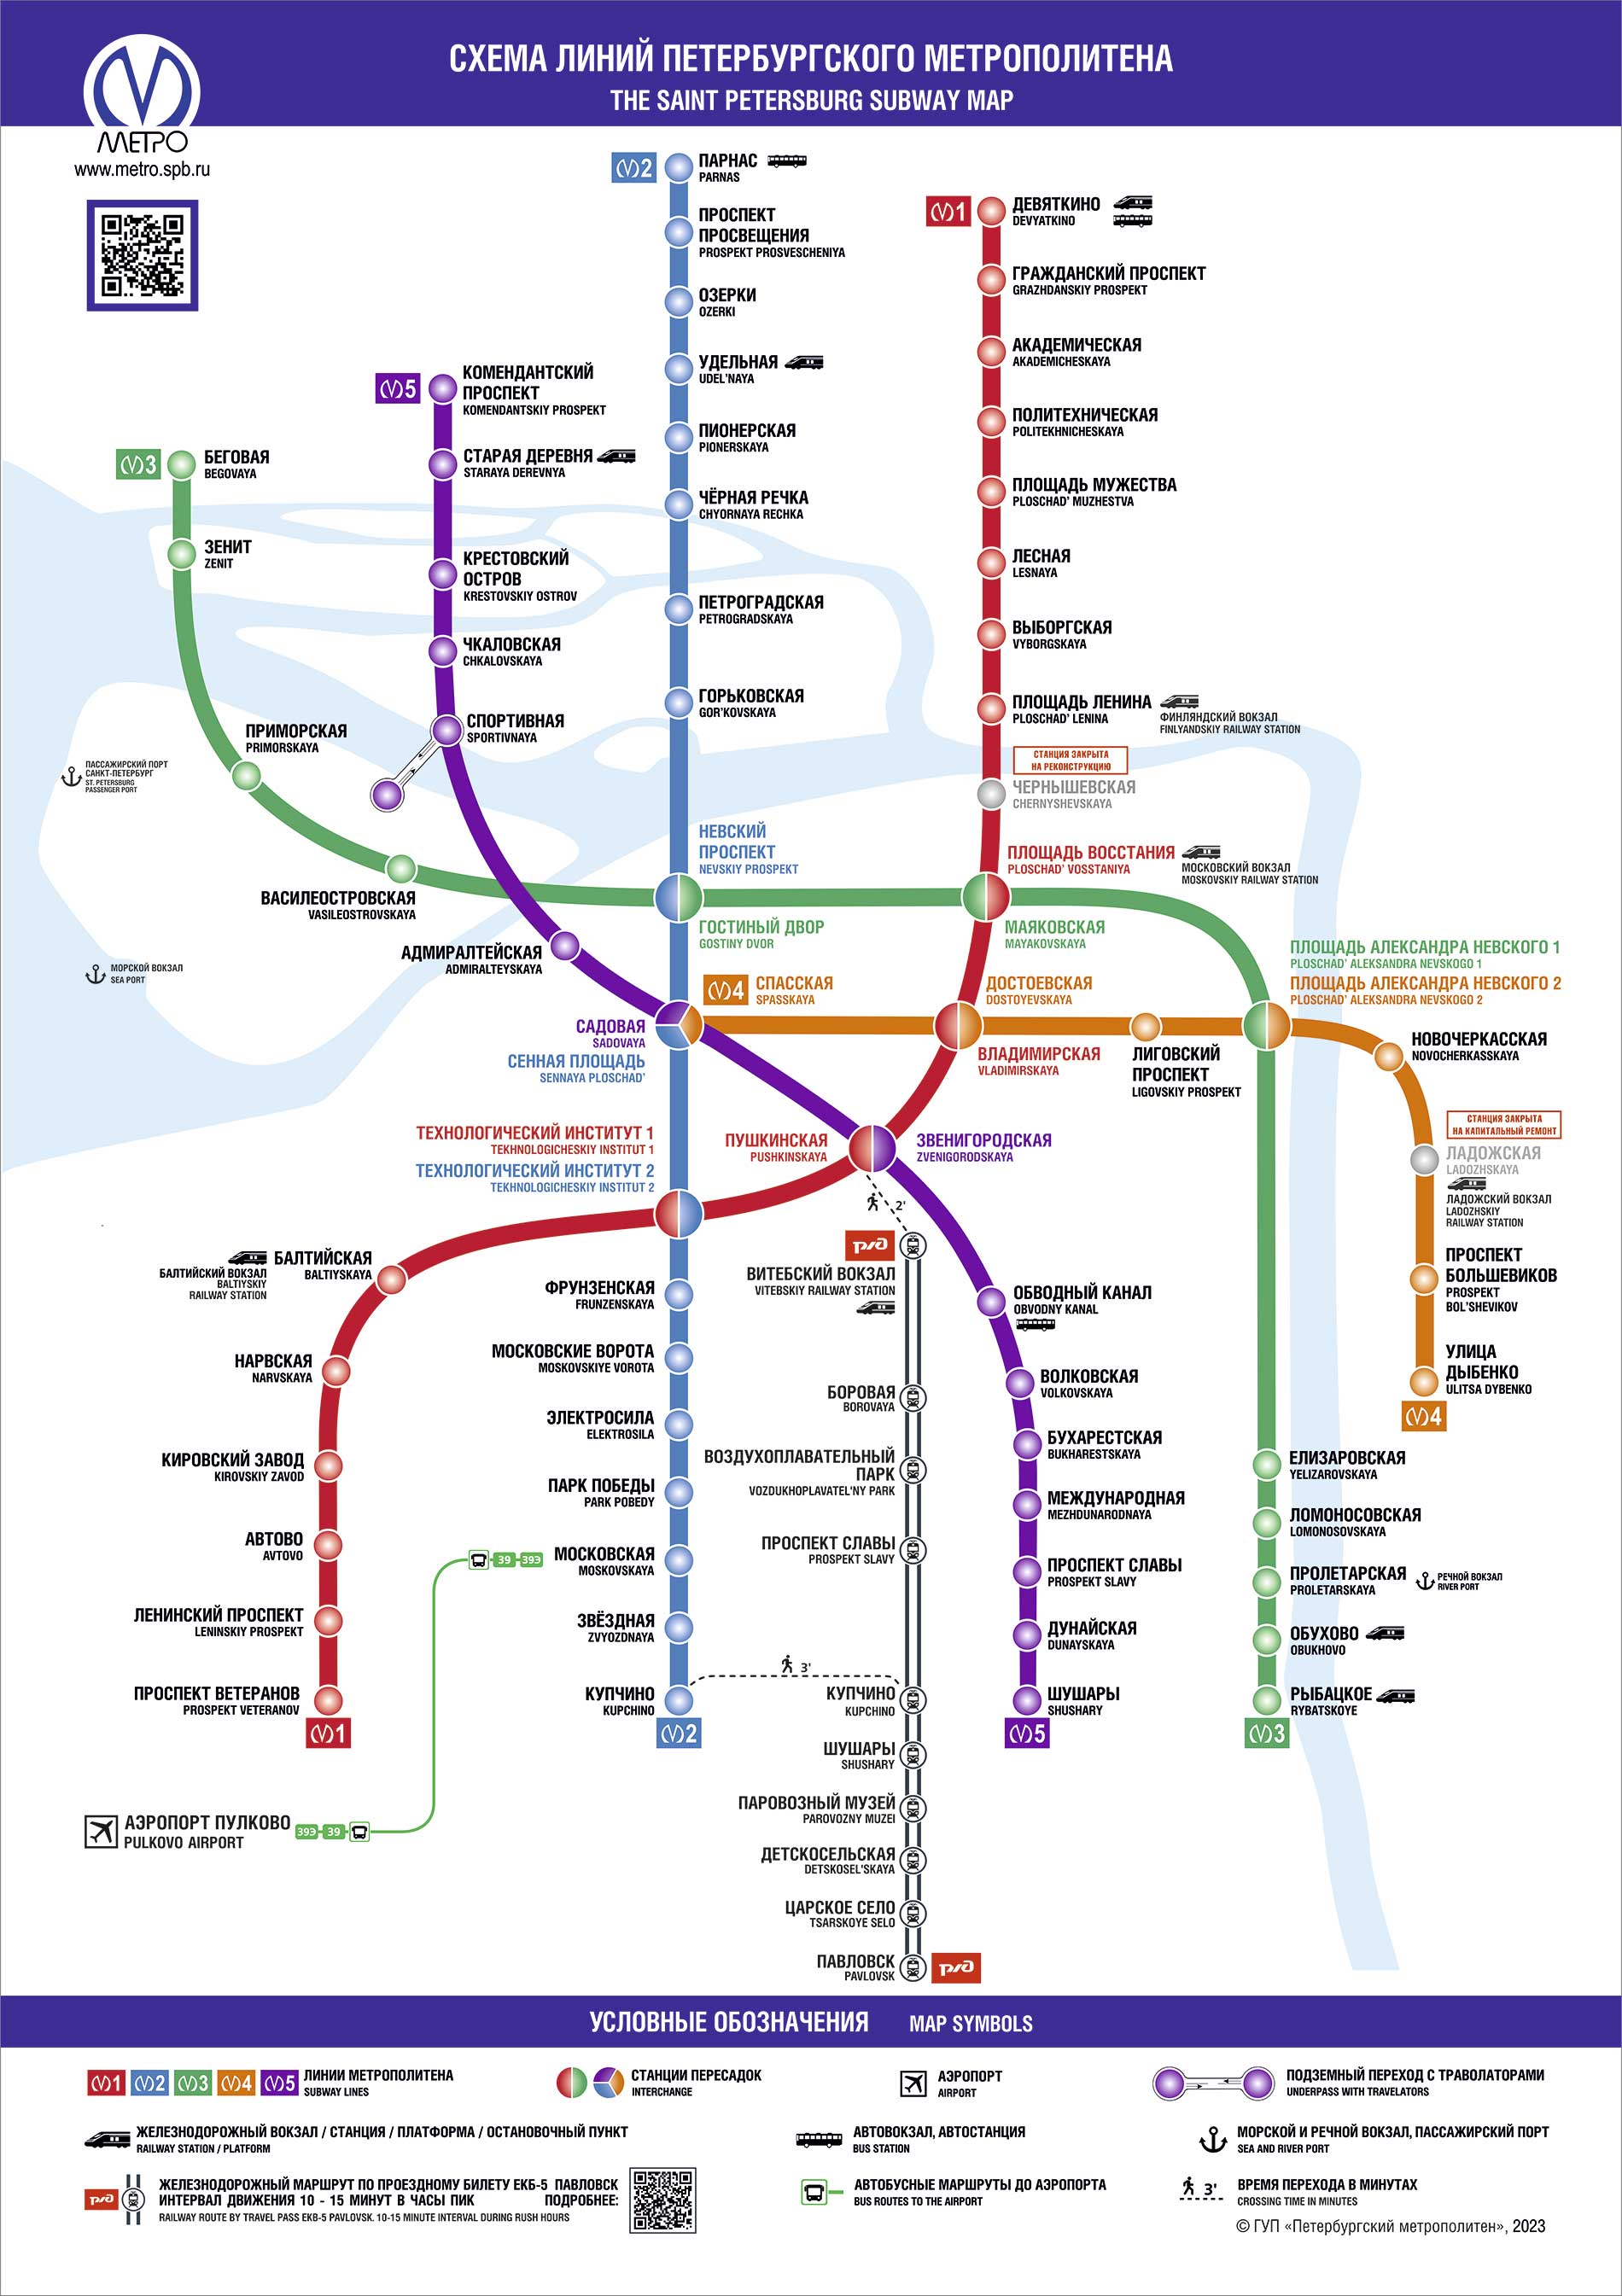 СХЕМА ЛИНИЙ ПЕТЕРБУРГСКОГО МЕТРОПОЛИТЕНА
THE SAINT PETERSBURG SUBWAY MAP
МЕТРО
www.metro.spb.ru
2
ПАРНАС
PARNAS
ПРОСПЕКТ
ПРОСВЕЩЕНИЯ
PROSPEKT PROSVESCHENIYA
ОЗЕРКИ
OZERKI
УДЕЛЬНАЯ
UDEL'NAYA
ПИОНЕРСКАЯ
PIONERSKAYA
ЧЁРНАЯ РЕЧКА
CHYORNAYA RECHKA
ПЕТРОГРАДСКАЯ
PETROGRADSKAYA
ГОРЬКОВСКАЯ
GOR'KOVSKAYA
НЕВСКИЙ
ПРОСПЕКТ
NEVSKIY PROSPEKT
ГОСТИНЫЙ ДВОР
GOSTINY DVOR
1
ДЕВЯТКИНО
DEVYATKINO
ГРАЖДАНСКИЙ ПРОСПЕКТ
GRAZHDANSKIY PROSPEKT
АКАДЕМИЧЕСКАЯ
AKADEMICHESKAYA
ПОЛИТЕХНИЧЕСКАЯ
POLITEKHNICHESKAYA
ПЛОЩАДЬ МУЖЕСТВА
PLOSCHAD' MUZHESTVA
ЛЕСНАЯ
LESNAYA
ВЫБОРГСКАЯ
VYBORGSKAYA
ПЛОЩАДЬ ЛЕНИНА
PLOSCHAD' LENINA
ФИНЛЯНДСКИЙ ВОКЗАЛ
FINLYANDSKIY RAILWAY STATION
СТАНЦИЯ ЗАКРЫТА
НА РЕКОНСТРУКЦИЮ
ЧЕРНЫШЕВСКАЯ
CHERNYSHEVSKAYA
ПЛОЩАДЬ ВОССТАНИЯ
PLOSCHAD' VOSSTANIYA
МОСКОВСКИЙ ВОКЗАЛ
MOSKOVSKIY RAILWAY STATION
МАЯКОВСКАЯ
MAYAKOVSKAYA
5
КОМЕНДАНТСКИЙ
ПРОСПЕКТ
KOMENDANTSKIY PROSPEKT
СТАРАЯ ДЕРЕВНЯ
STARAYA DEREVNYA
КРЕСТОВСКИЙ
ОСТРОВ
KRESTOVSKIY OSTROV
ЧКАЛОВСКАЯ
CHKALOVSKAYA
СПОРТИВНАЯ
SPORTIVNAYA
3
БЕГОВАЯ
BEGOVAYA
ЗЕНИТ
ZENIT
ПРИМОРСКАЯ
PRIMORSKAYA
ПАССАЖИРСКИЙ ПОРТ
САНКТ-ПЕТЕРБУРГ
ST. PETERSBURG
PASSENGER PORT
ВАСИЛЕОСТРОВСКАЯ
VASILEOSTROVSKAYA
АДМИРАЛТЕЙСКАЯ
ADMIRALTEYSKAYA
МОРСКОЙ ВОКЗАЛ
SEA PORT
4
СПАССКАЯ
SPASSKAYA
САДОВАЯ
SADOVAYA
СЕННАЯ ПЛОЩАДЬ
SENNAYA PLOSCHAD'
ДОСТОЕВСКАЯ
DOSTOYEVSKAYA
ВЛАДИМИРСКАЯ
VLADIMIRSKAYA
ЛИГОВСКИЙ
ПРОСПЕКТ
LIGOVSKIY PROSPEKT
ПЛОЩАДЬ АЛЕКСАНДРА НЕВСКОГО 1
PLOSCHAD' ALEKSANDRA NEVSKOGO 1
ПЛОЩАДЬ АЛЕКСАНДРА НЕВСКОГО 2
PLOSCHAD' ALEKSANDRA NEVSKOGO 2
НОВОЧЕРКАССКАЯ
NOVOCHERKASSKAYA
СТАНЦИЯ ЗАКРЫТА
НА КАПИТАЛЬНЫЙ РЕМОНТ
ЛАДОЖСКАЯ
LADOZHSKAYA
ЛАДОЖСКИЙ ВОКЗАЛ
LADOZHSKIY
RAILWAY STATION
ПРОСПЕКТ
БОЛЬШЕВИКОВ
PROSPEKT
BOL'SHEVIKOV
УЛИЦА
ДЫБЕНКО
ULITSA DYBENKO
4
ТЕХНОЛОГИЧЕСКИЙ ИНСТИТУТ 1
TEKHNOLOGICHESKIY INSTITUT 1
ТЕХНОЛОГИЧЕСКИЙ ИНСТИТУТ 2
TEKHNOLOGICHESKIY INSTITUT 2
ПУШКИНСКАЯ
PUSHKINSKAYA
ЗВЕНИГОРОДСКАЯ
ZVENIGORODSKAYA
2'
БАЛТИЙСКАЯ
BALTIYSKAYA
БАЛТИЙСКИЙ ВОКЗАЛ
BALTIYSKIY
RAILWAY STATION
НАРВСКАЯ
NARVSKAYA
КИРОВСКИЙ ЗАВОД
KIROVSKIY ZAVOD
АВТОВО
AVTOVO
ЛЕНИНСКИЙ ПРОСПЕКТ
LENINSKIY PROSPEKT
ПРОСПЕКТ ВЕТЕРАНОВ
PROSPEKT VETERANOV
1
ФРУНЗЕНСКАЯ
FRUNZENSKAYA
МОСКОВСКИЕ ВОРОТА
MOSKOVSKIYE VOROTA
ЭЛЕКТРОСИЛА
ELEKTROSILA
ПАРК ПОБЕДЫ
PARK POBEDY
39 39Э
МОСКОВСКАЯ
MOSKOVSKAYA
ЗВЁЗДНАЯ
ZVYOZDNAYA
КУПЧИНО
KUPCHINO
2
3'
ржд
ВИТЕБСКИЙ ВОКЗАЛ
VITEBSKIY RAILWAY STATION
БОРОВАЯ
BOROVAYA
ВОЗДУХОПЛАВАТЕЛЬНЫЙ
ПАРК
VOZDUKHOPLAVATEL'NY PARK
ПРОСПЕКТ СЛАВЫ
PROSPEKT SLAVY
КУПЧИНО
KUPCHINO
ШУШАРЫ
SHUSHARY
ПАРОВОЗНЫЙ МУЗЕЙ
PAROVOZNY MUZEI
ДЕТСКОСЕЛЬСКАЯ
DETSKOSEL'SKAYA
ЦАРСКОЕ СЕЛО
TSARSKOYE SELO
ПАВЛОВСК
PAVLOVSK
ржд
ОБВОДНЫЙ КАНАЛ
OBVODNY KANAL
ВОЛКОВСКАЯ
VOLKOVSKAYA
БУХАРЕСТСКАЯ
BUKHARESTSKAYA
МЕЖДУНАРОДНАЯ
MEZHDUNARODNAYA
ПРОСПЕКТ СЛАВЫ
PROSPEKT SLAVY
ДУНАЙСКАЯ
DUNAYSKAYA
ШУШАРЫ
SHUSHARY
5
ЕЛИЗАРОВСКАЯ
YELIZAROVSKAYA
ЛОМОНОСОВСКАЯ
LOMONOSOVSKAYA
ПРОЛЕТАРСКАЯ
PROLETARSKAYA
РЕЧНОЙ ВОКЗАЛ
RIVER PORT
ОБУХОВО
OBUKHOVO
РЫБАЦКОЕ
RYBATSKOYE
3
АЭРОПОРТ ПУЛКОВО
PULKOVO AIRPORT
39Э 39
УСЛОВНЫЕ ОБОЗНАЧЕНИЯ MAP SYMBOLS
1 2 3 4 5
ЛИНИИ МЕТРОПОЛИТЕНА
SUBWAY LINES
СТАНЦИИ ПЕРЕСАДОК
INTERCHANGE
АЭРОПОРТ
AIRPORT
ПОДЗЕМНЫЙ ПЕРЕХОД С ТРАВОЛАТОРАМИ
UNDERPASS WITH TRAVELATORS
ЖЕЛЕЗНОДОРОЖНЫЙ ВОКЗАЛ / СТАНЦИЯ / ПЛАТФОРМА / ОСТАНОВОЧНЫЙ ПУНКТ
RAILWAY STATION / PLATFORM
АВТОВОКЗАЛ, АВТОСТАНЦИЯ
BUS STATION
МОРСКОЙ И РЕЧНОЙ ВОКЗАЛ, ПАССАЖИРСКИЙ ПОРТ
SEA AND RIVER PORT
ржд
ЖЕЛЕЗНОДОРОЖНЫЙ МАРШРУТ ПО ПРОЕЗДНОМУ БИЛЕТУ ЕКБ-5 ПАВЛОВСК
ИНТЕРВАЛ ДВИЖЕНИЯ 10 - 15 МИНУТ В ЧАСЫ ПИК ПОДРОБНЕЕ:
RAILWAY ROUTE BY TRAVEL PASS EKB-5 PAVLOVSK. 10-15 MINUTE INTERVAL DURING RUSH HOURS
АВТОБУСНЫЕ МАРШРУТЫ ДО АЭРОПОРТА
BUS ROUTES TO THE AIRPORT
3'
ВРЕМЯ ПЕРЕХОДА В МИНУТАХ
CROSSING TIME IN MINUTES
© ГУП «Петербургский метрополитен», 2023